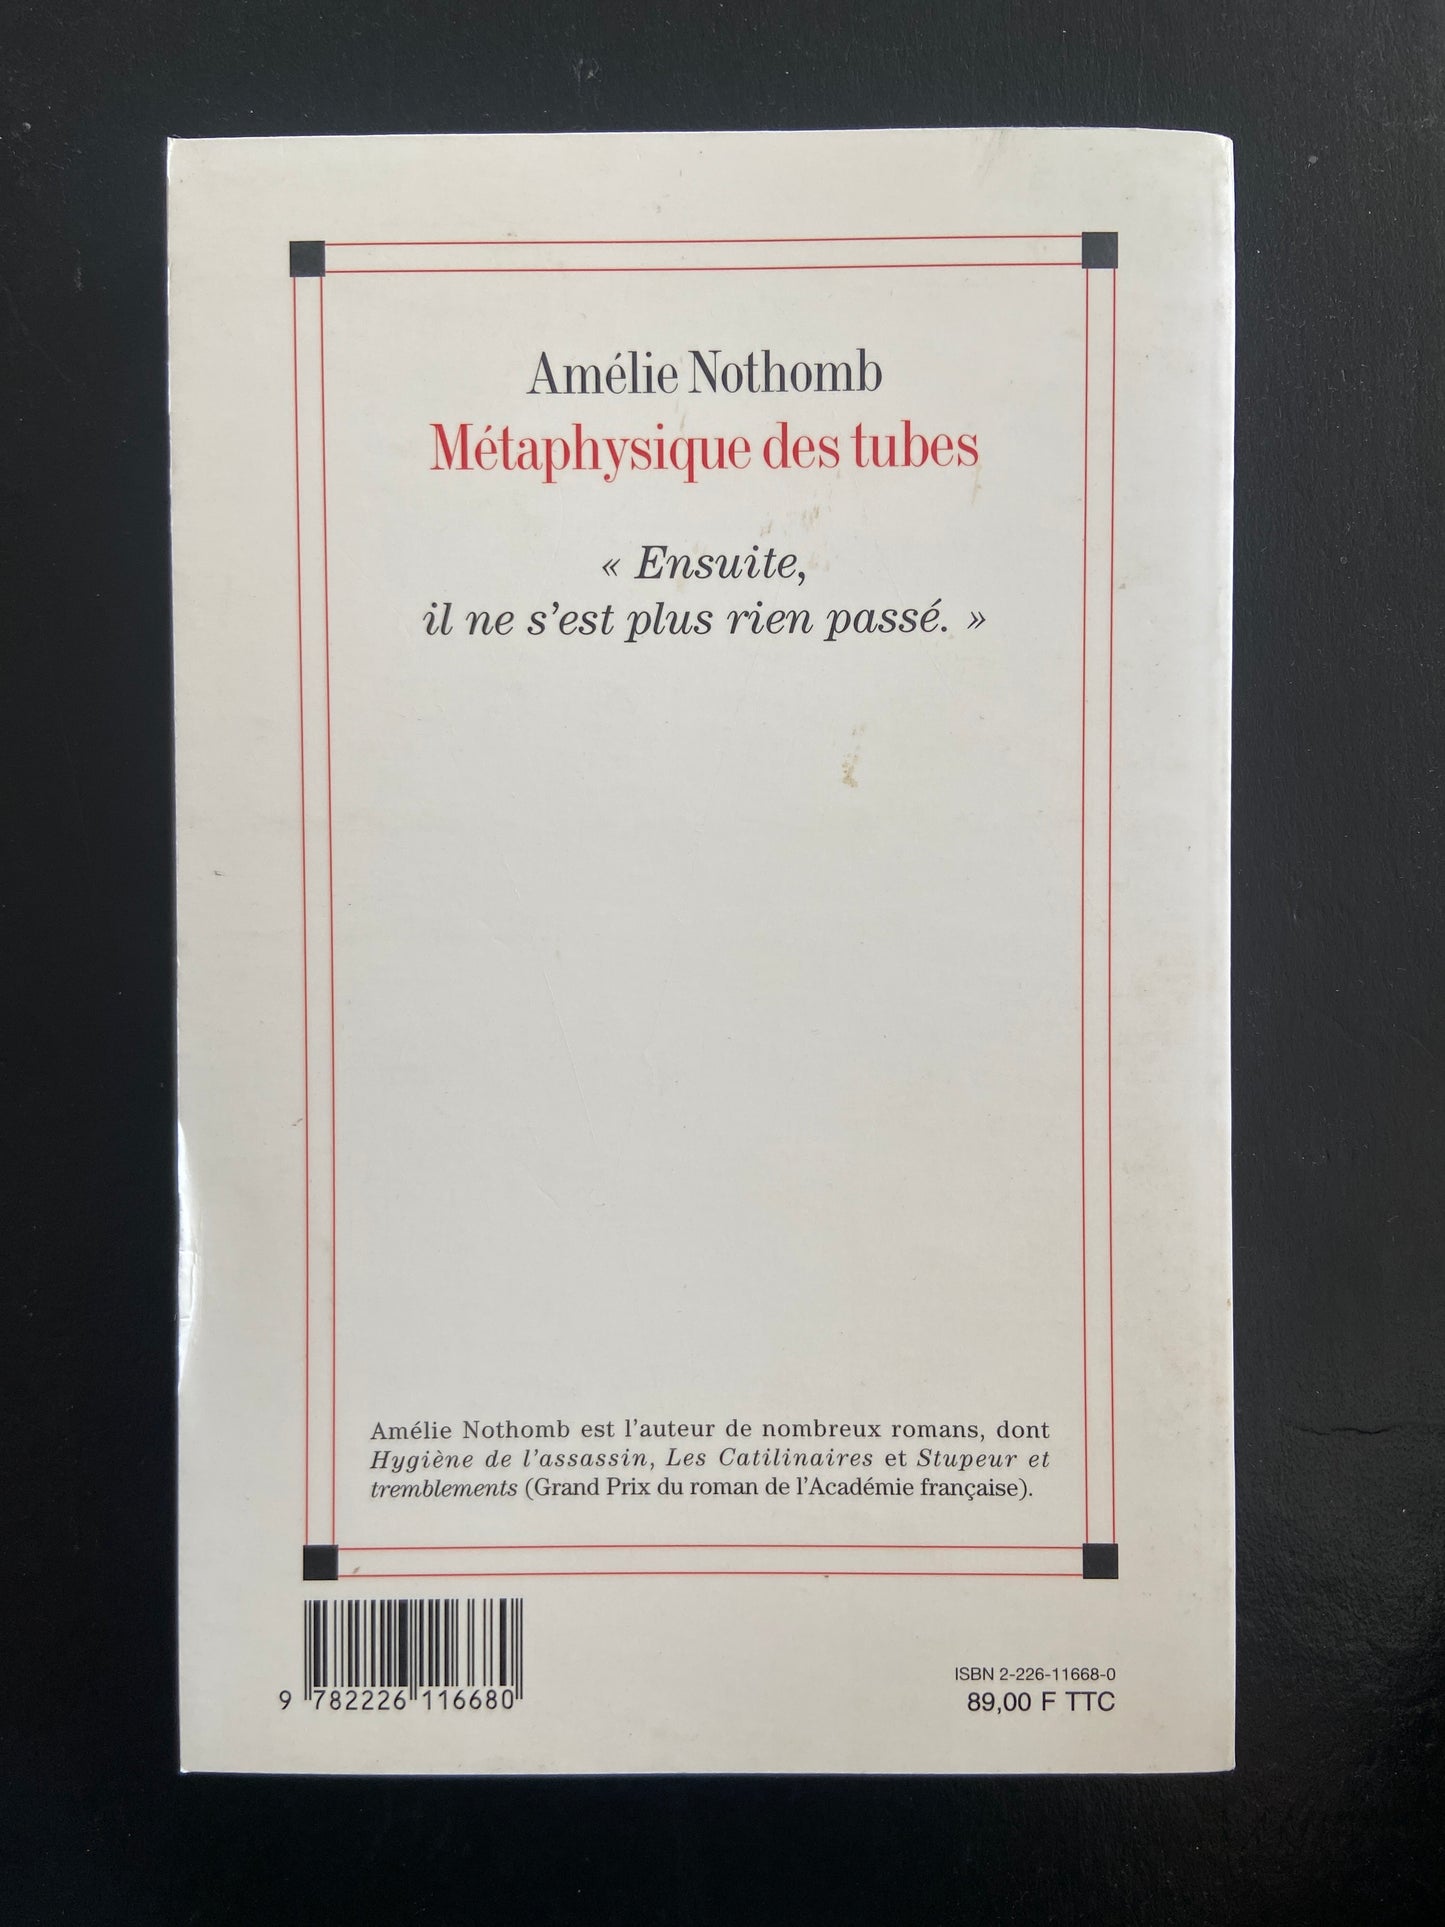 Amélie Nothomb
Métaphysique des tubes
« Ensuite,
il ne s’est plus rien passé. »
Amélie Nothomb est l’auteur de nombreux romans, dont
Hygiène de l’assassin, Les Catilinaires et Stupeur et
tremblements (Grand Prix du roman de l’Académie française).
9 782226 116680
ISBN 2-226-11668-0
89,00 F TTC